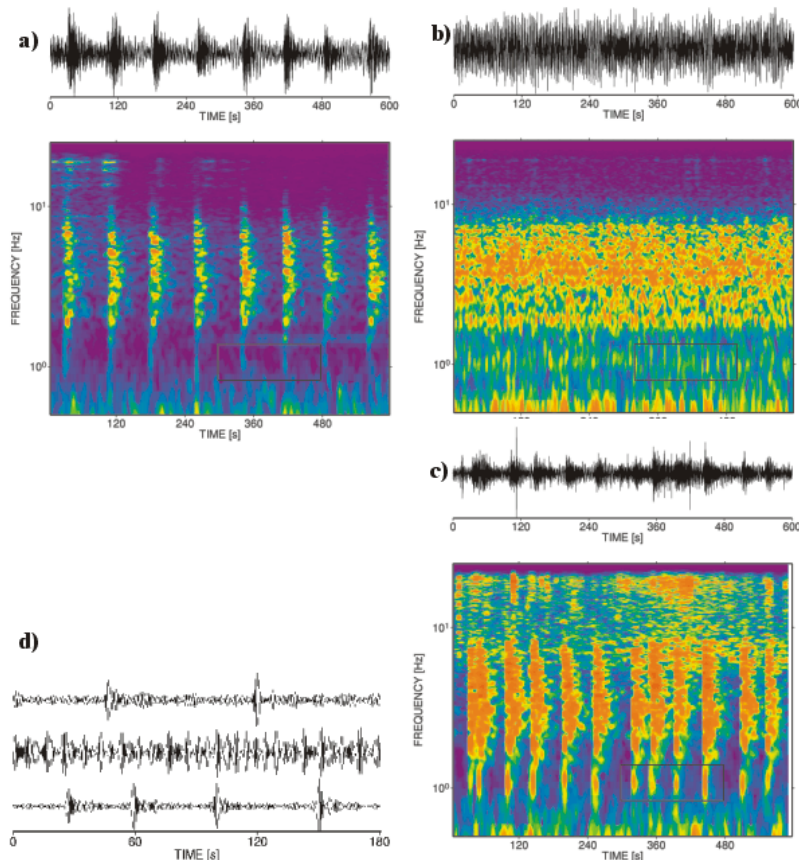 a)
0 120 240 360 480 600
TIME [s]
FREQUENCY [Hz]
10¹
10⁰
120 240 360 480
TIME [s]
b)
0 120 240 360 480 600
TIME [s]
FREQUENCY [Hz]
10¹
10⁰
TIME [s]
c)
0 120 240 360 480 600
TIME [s]
FREQUENCY [Hz]
10¹
10⁰
120 240 360 480
TIME [s]
d)
0 60 120 180
TIME [s]